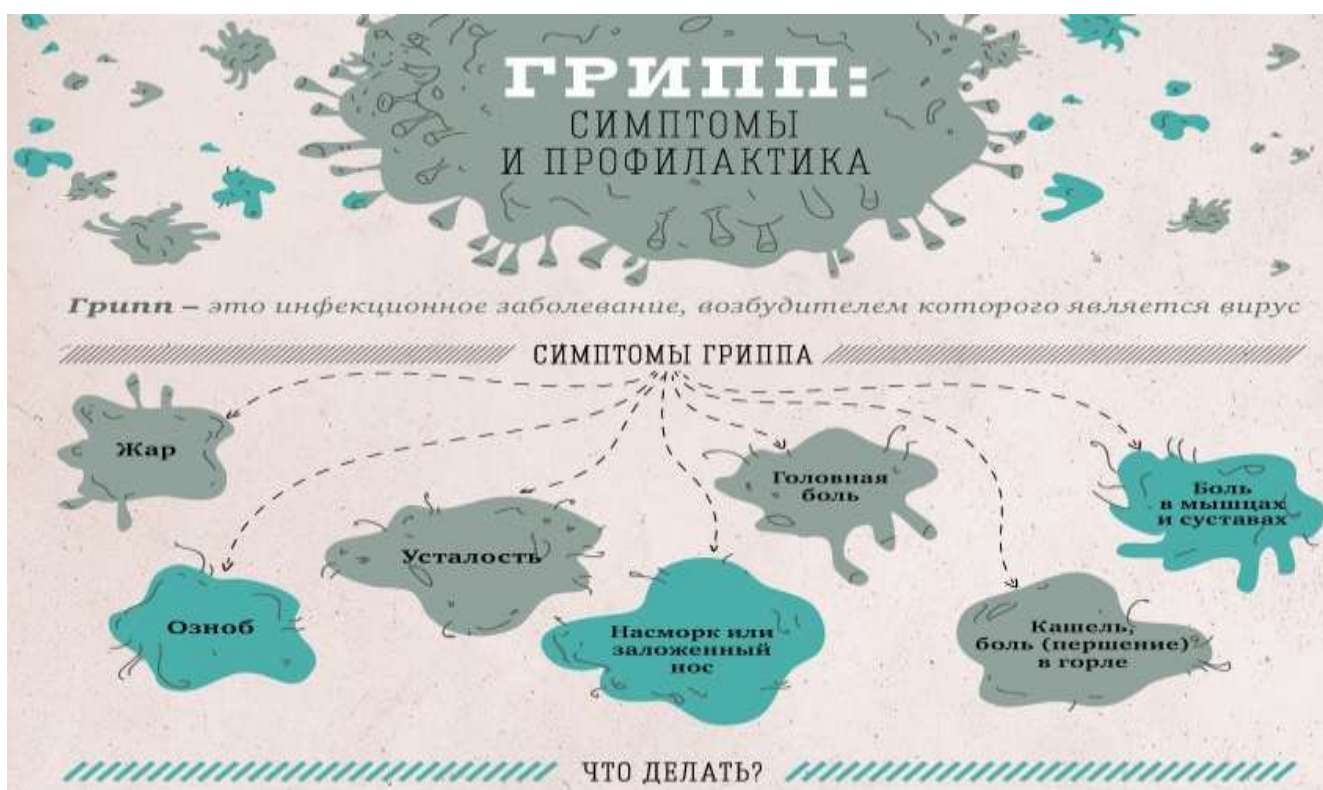 ГРИПП:
СИМПТОМЫ
И ПРОФИЛАКТИКА
Грипп – это инфекционное заболевание, возбудителем которого является вирус
СИМПТОМЫ ГРИППА
Жар
Озноб
Усталость
Насморк или
заложенный
нос
Головная
боль
Кашель,
боль (першение)
в горле
Боль
в мышцах
и суставах
ЧТО ДЕЛАТЬ?